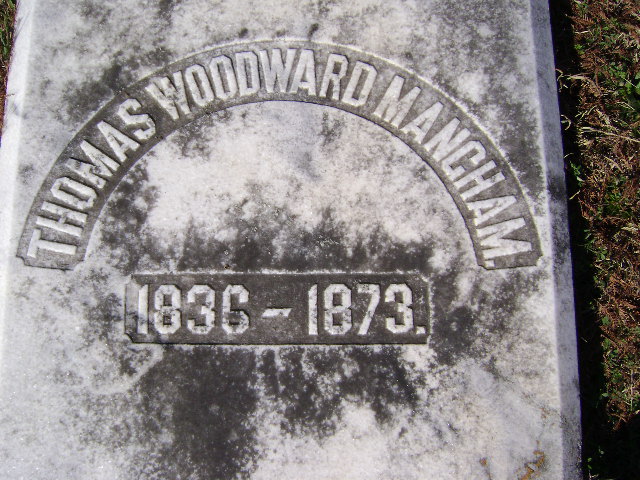 THOMAS WOODWARD MANGHAM.
1836 - 1873.